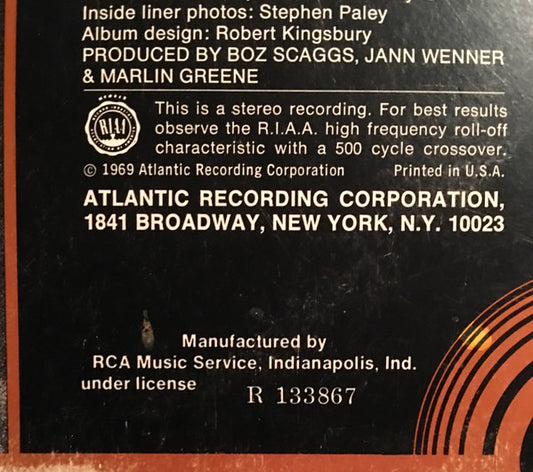 Inside liner photos: Stephen Paley
Album design: Robert Kingsbury
PRODUCED BY BOZ SCAGGS, JANN WENNER
& MARLIN GREENE
MEMBER
RIAA
This is a stereo recording. For best results
observe the R.I.A.A. high frequency roll-off
characteristic with a 500 cycle crossover.
© 1969 Atlantic Recording Corporation Printed in U.S.A.
ATLANTIC RECORDING CORPORATION,
1841 BROADWAY, NEW YORK, N.Y. 10023
Manufactured by
RCA Music Service, Indianapolis, Ind.
under license R 133867